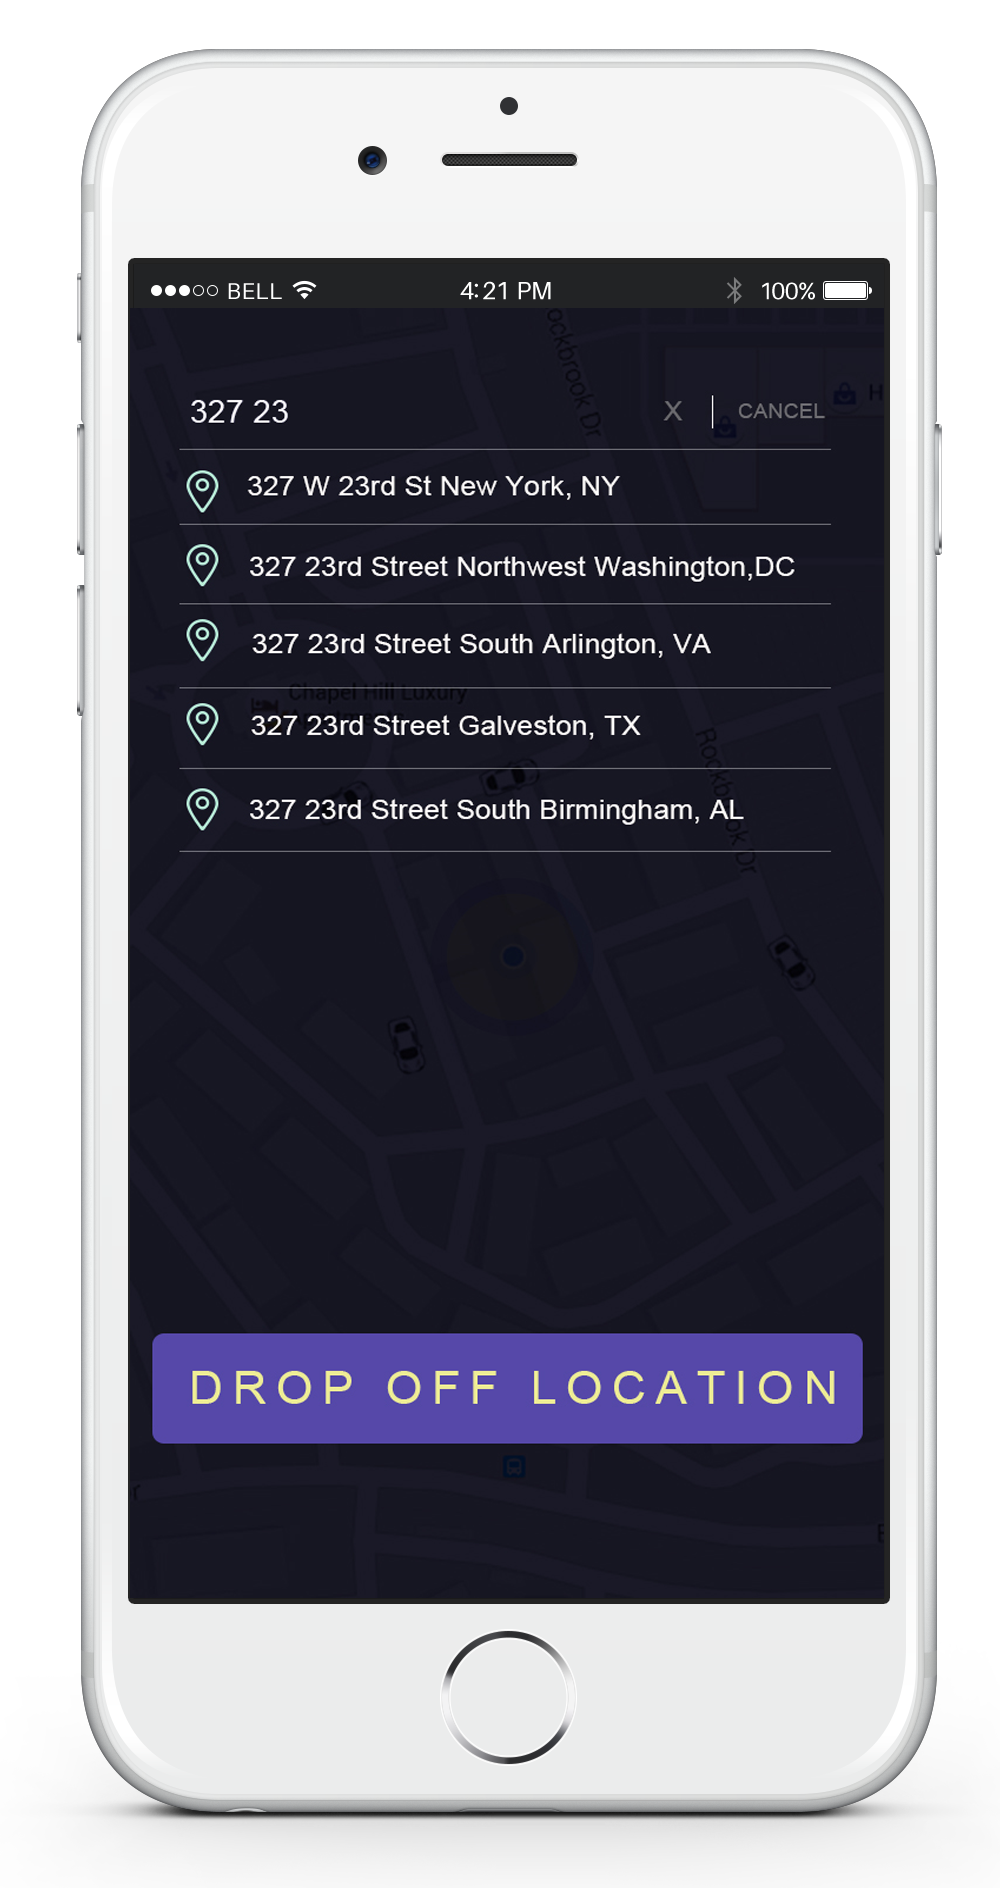 BELL 4:21 PM 100%
ockbrook Dr
H
327 23 X CANCEL
327 W 23rd St New York, NY
327 23rd Street Northwest Washington,DC
327 23rd Street South Arlington, VA
Chapel Hill Luxury
327 23rd Street Galveston, TX
Rockbrook Dr
327 23rd Street South Birmingham, AL
DROP OFF LOCATION